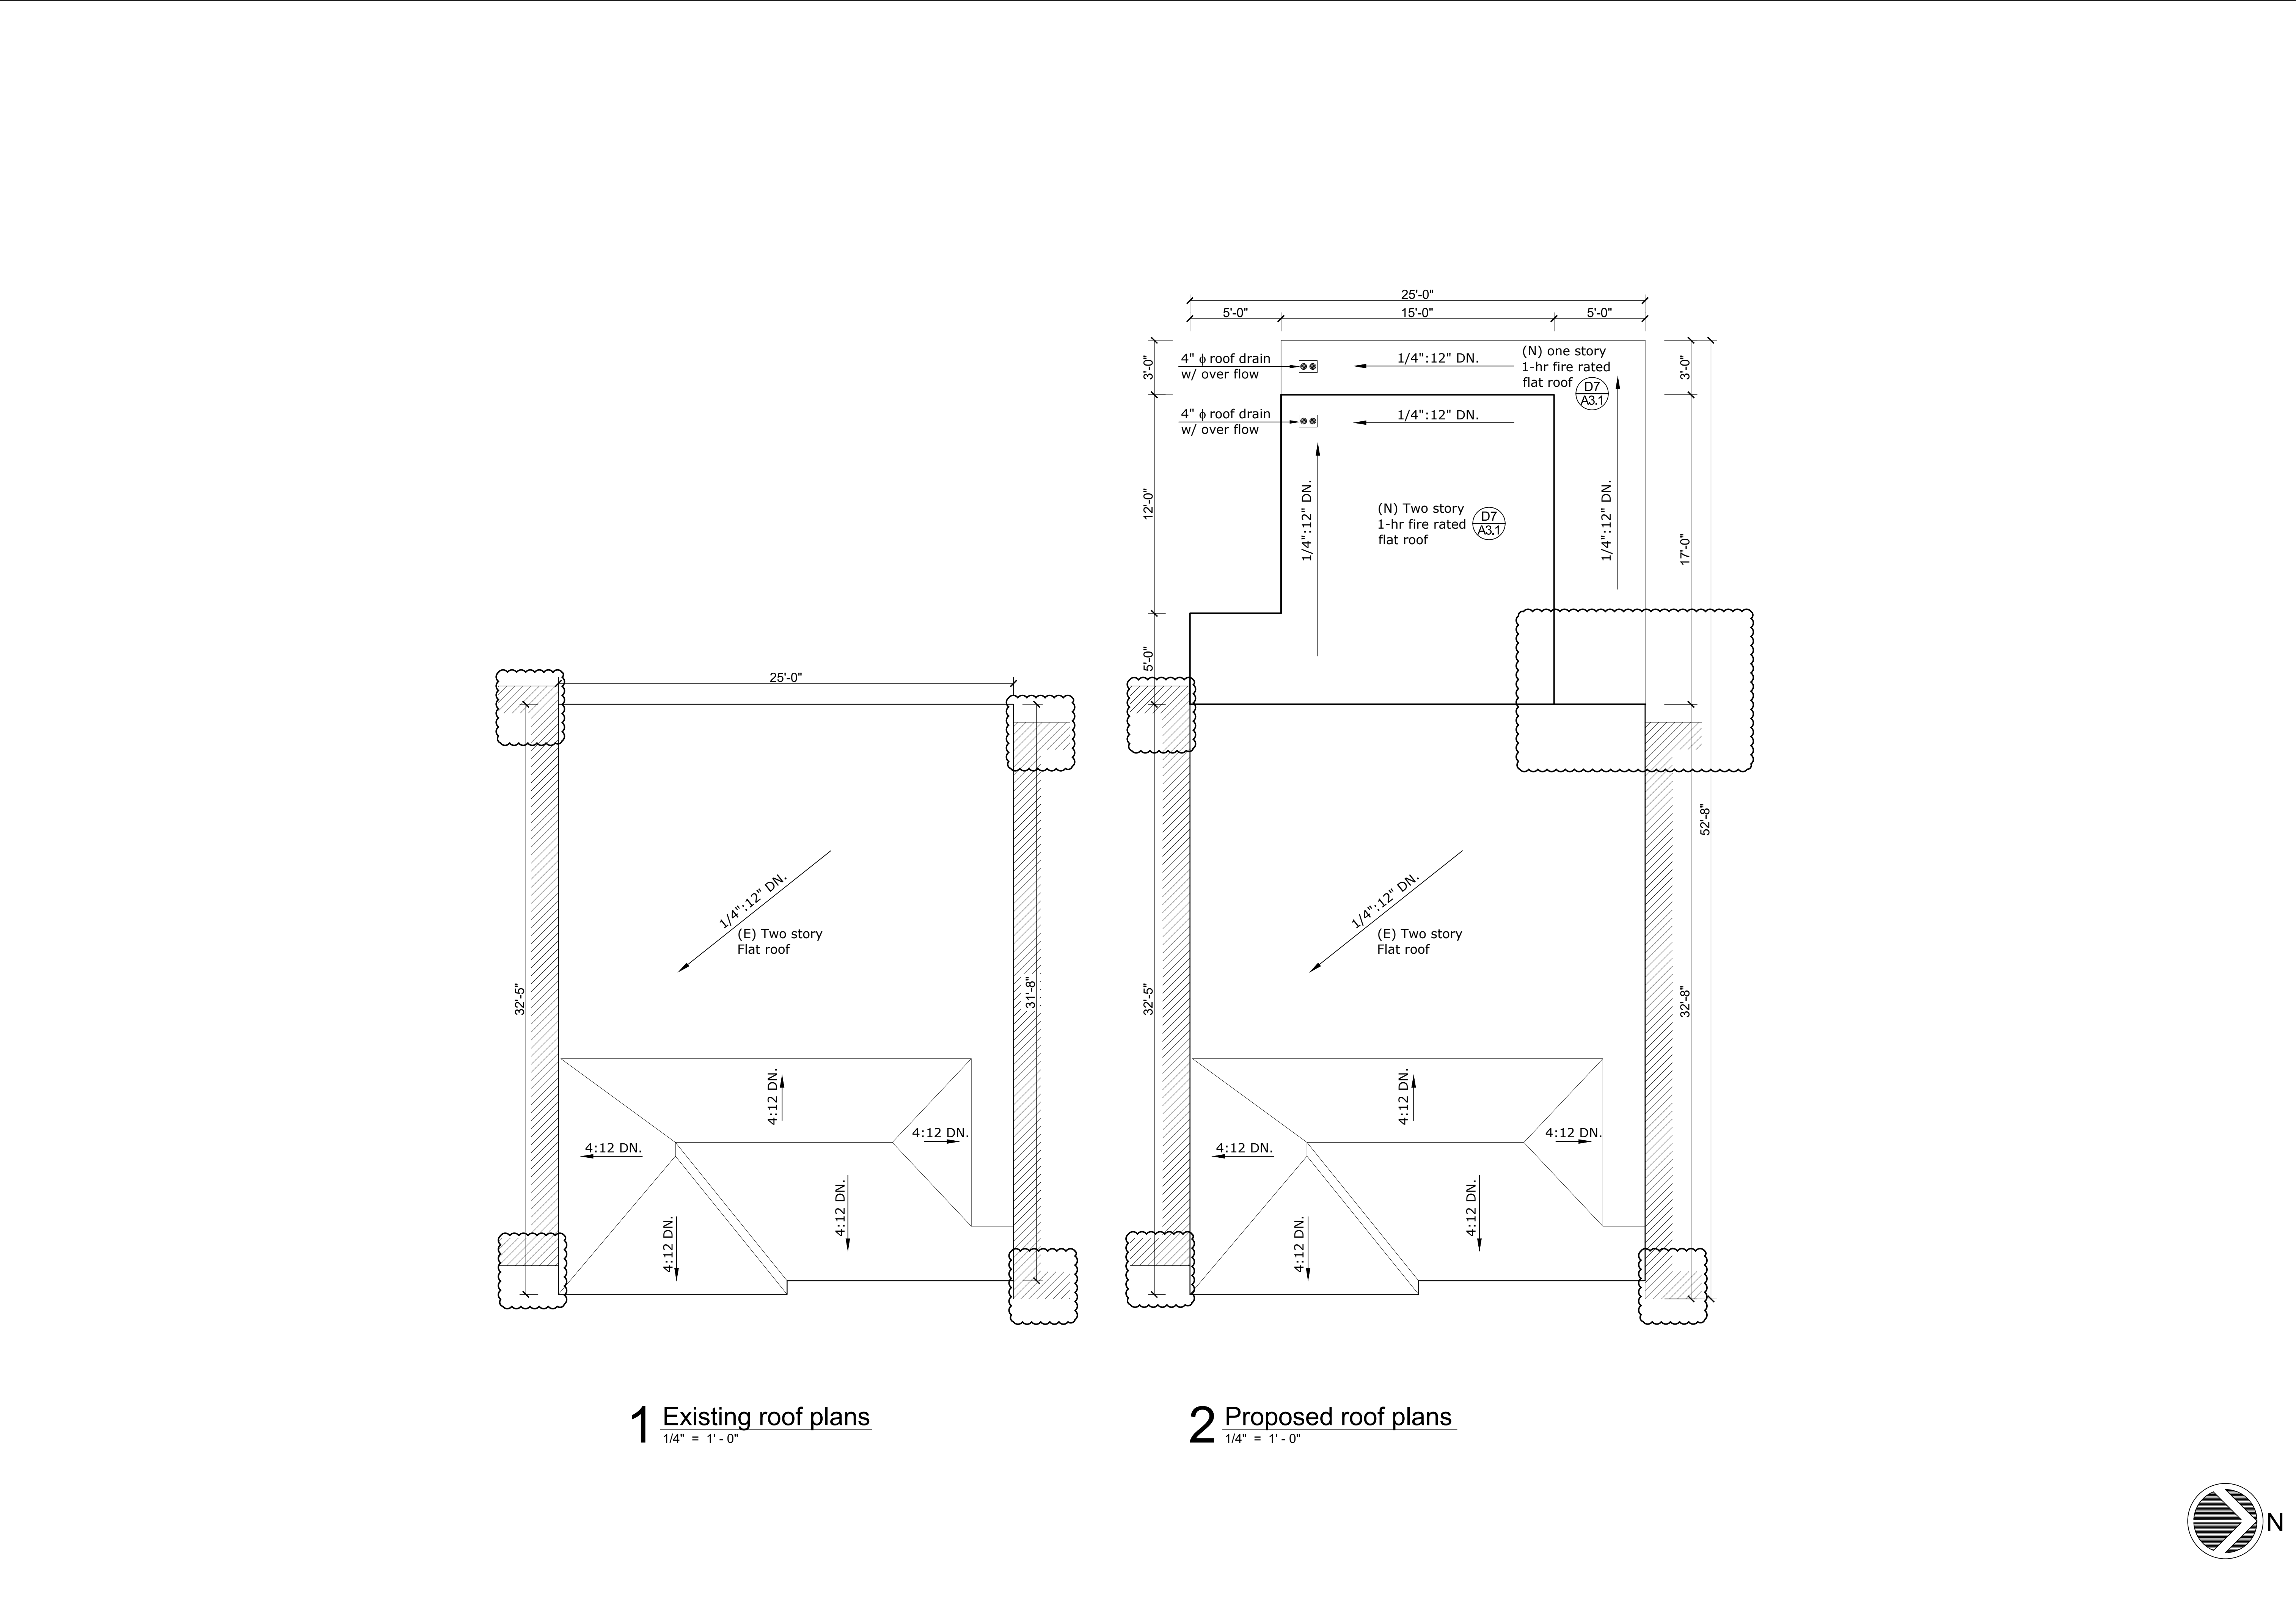 25'-0"
32'-5"
31'-8"
1/4":12" DN.
(E) Two story
Flat roof
4:12 DN.
4:12 DN.
4:12 DN.
4:12 DN.
4:12 DN.
1 Existing roof plans
1/4" = 1' - 0"
25'-0"
5'-0" 15'-0" 5'-0"
3'-0"
12'-0"
5'-0"
32'-5"
3'-0"
17'-0"
32'-8"
52'-8"
4" ϕ roof drain
w/ over flow
1/4":12" DN.
(N) one story
1-hr fire rated
flat roof
D7
A3.1
4" ϕ roof drain
w/ over flow
1/4":12" DN.
1/4":12" DN.
1/4":12" DN.
(N) Two story
1-hr fire rated
flat roof
D7
A3.1
1/4":12" DN.
(E) Two story
Flat roof
4:12 DN.
4:12 DN.
4:12 DN.
4:12 DN.
4:12 DN.
2 Proposed roof plans
1/4" = 1' - 0"
N